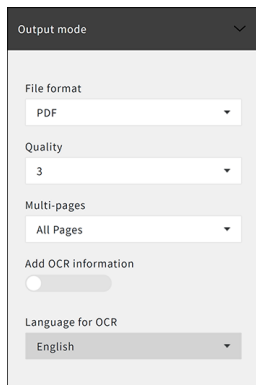 Output mode
File format
PDF
Quality
3
Multi-pages
All Pages
Add OCR information
Language for OCR
English